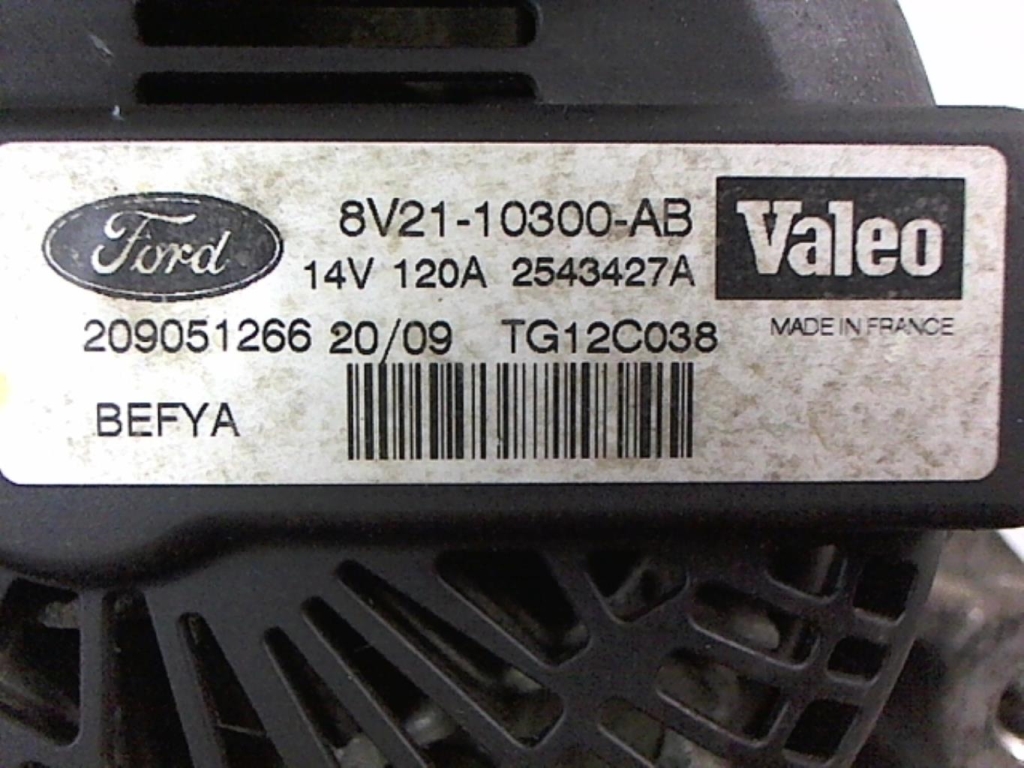 Ford
8V21-10300-AB
Valeo
14V 120A 2543427A
209051266 20/09 TG12C038
MADE IN FRANCE
BEFYA